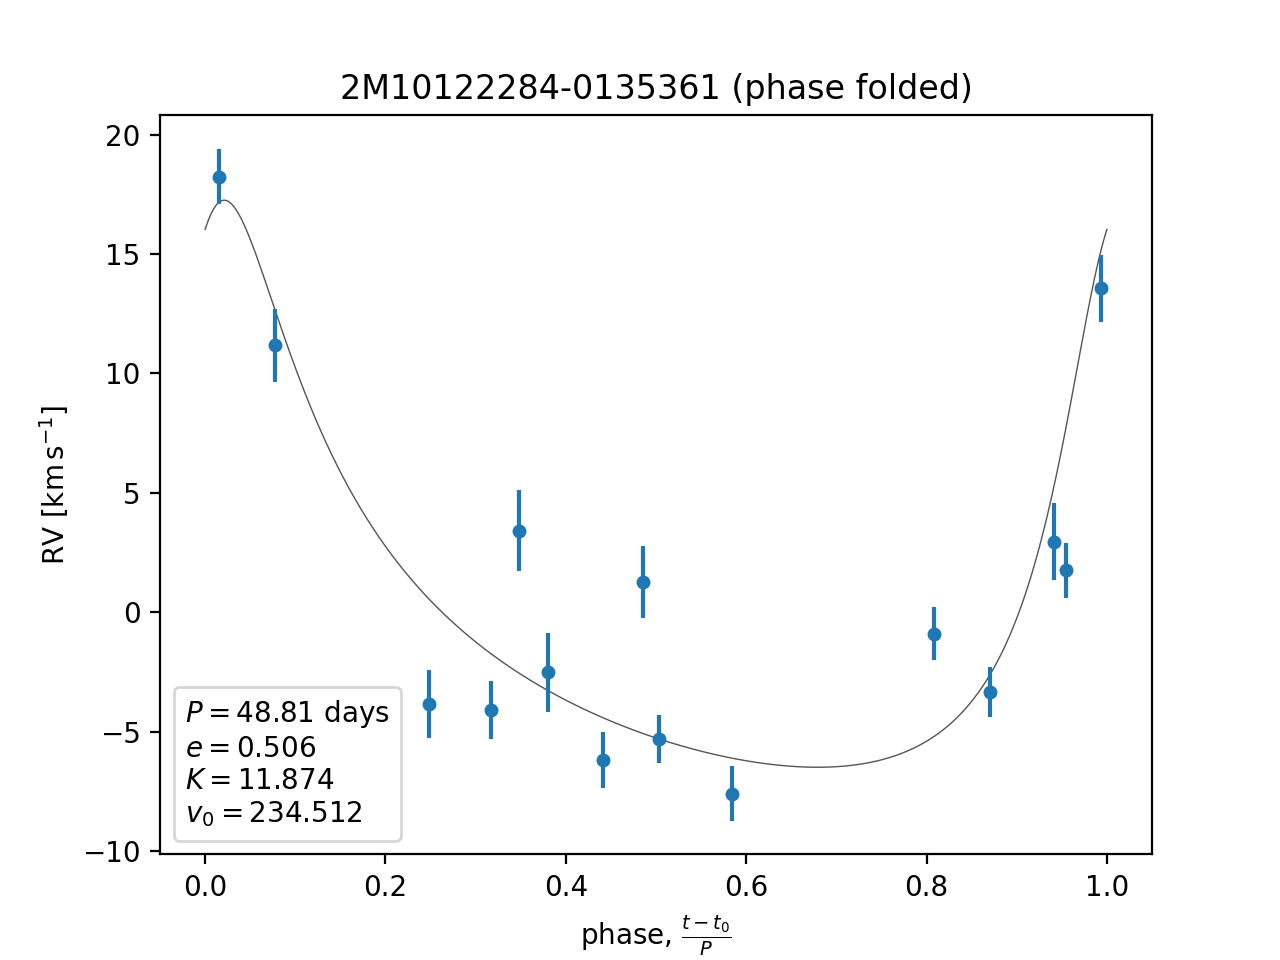 2M10122284-0135361 (phase folded)
RV [km s⁻¹]
20
15
10
5
0
−5
−10
P = 48.81 days
e = 0.506
K = 11.874
v₀ = 234.512
0.0 0.2 0.4 0.6 0.8 1.0
phase, (t − t₀)/P